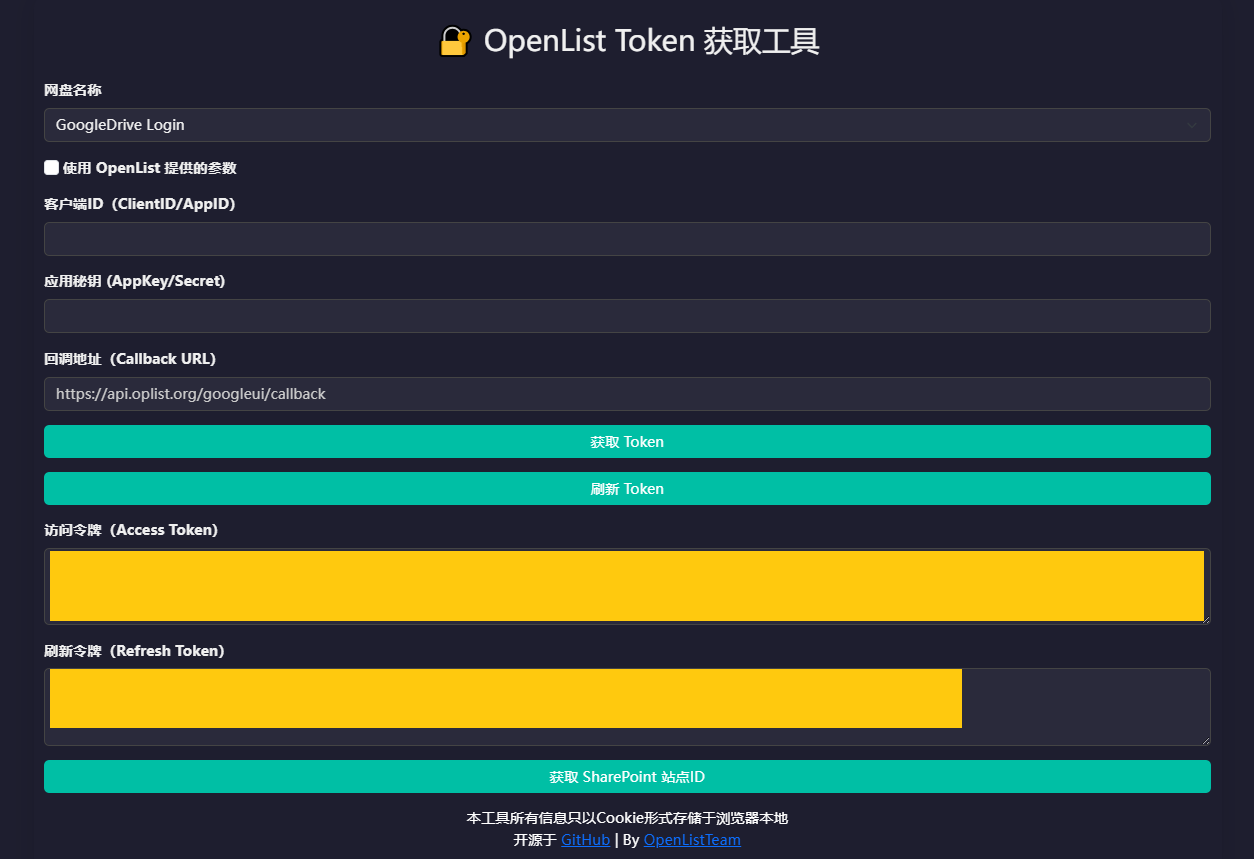 OpenList Token 获取工具
网盘名称
GoogleDrive Login
使用 OpenList 提供的参数
客户端ID（ClientID/AppID）
应用秘钥 (AppKey/Secret)
回调地址（Callback URL）
https://api.oplist.org/googleui/callback
获取 Token
刷新 Token
访问令牌（Access Token）
刷新令牌（Refresh Token）
获取 SharePoint 站点ID
本工具所有信息只以Cookie形式存储于浏览器本地
开源于 GitHub | By OpenListTeam